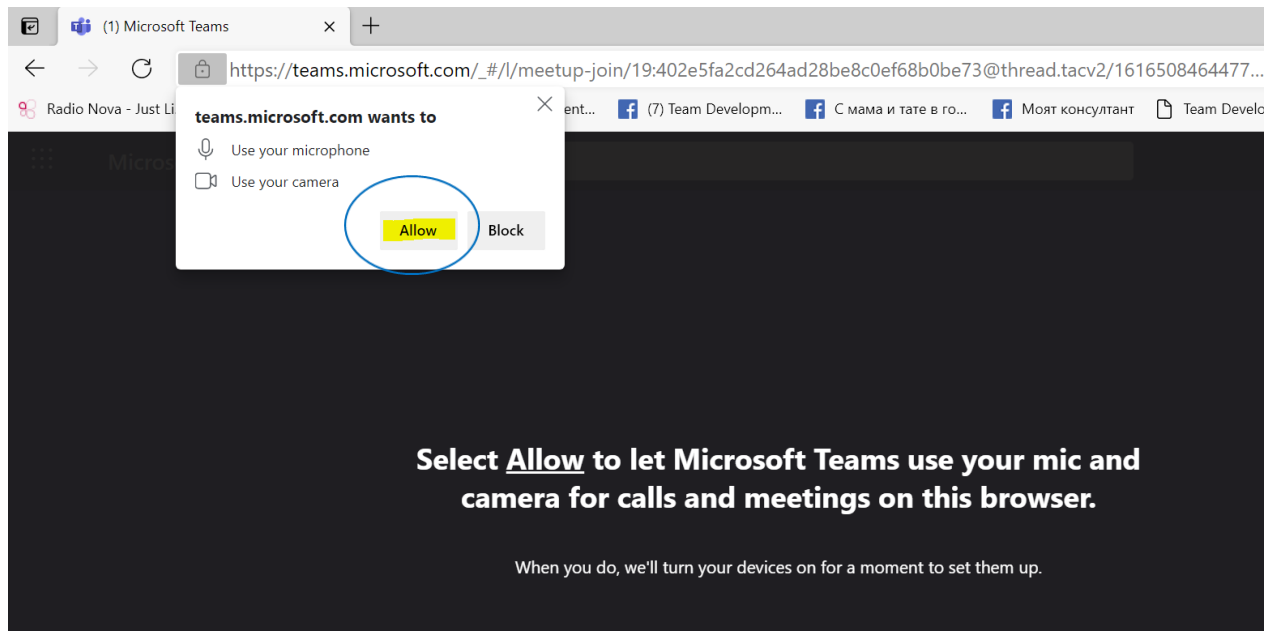 (1) Microsoft Teams
https://teams.microsoft.com/_#/l/meetup-join/19:402e5fa2cd264ad28be8c0ef68b0be73@thread.tacv2/1616508464477...
Radio Nova - Just Li
ent...
(7) Team Developm...
С мама и тате в го...
Моят консултант
Team Develo
teams.microsoft.com wants to
Use your microphone
Use your camera
Allow
Block
Micros
Select Allow to let Microsoft Teams use your mic and
camera for calls and meetings on this browser.
When you do, we'll turn your devices on for a moment to set them up.